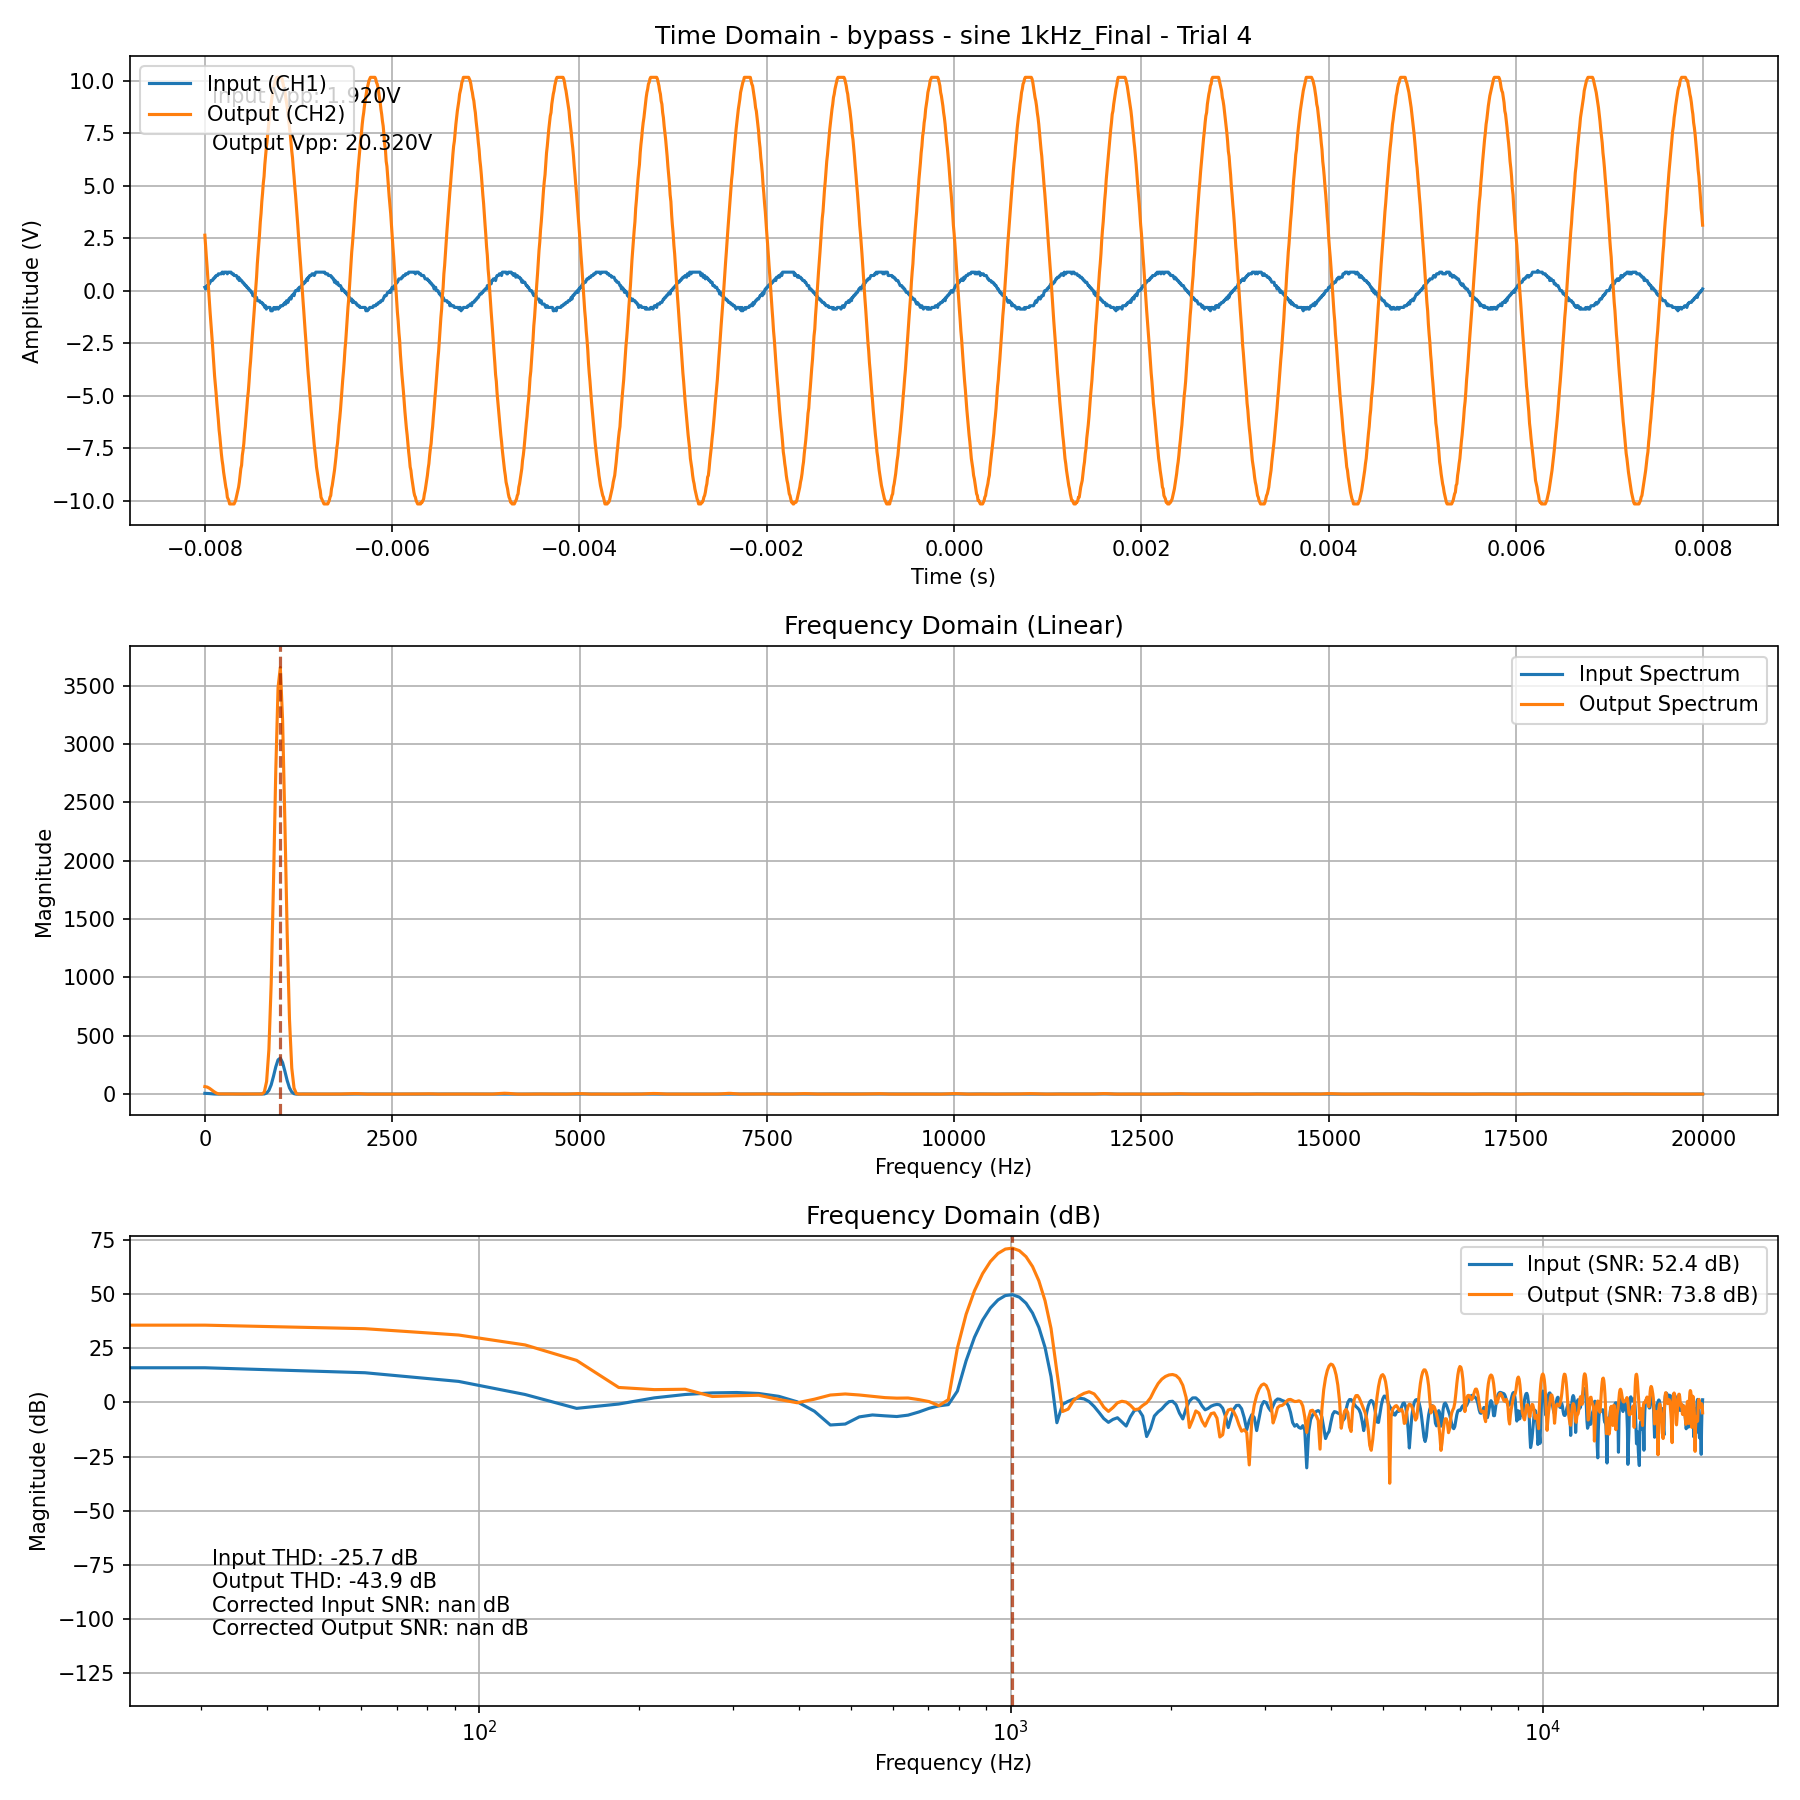 Time Domain - bypass - sine 1kHz_Final - Trial 4
Input (CH1)
Input Vpp: 1.920V
Output (CH2)
Output Vpp: 20.320V
Amplitude (V)
10.0
7.5
5.0
2.5
0.0
−2.5
−5.0
−7.5
−10.0
−0.008 −0.006 −0.004 −0.002 0.000 0.002 0.004 0.006 0.008
Time (s)
Frequency Domain (Linear)
Input Spectrum
Output Spectrum
Magnitude
3500
3000
2500
2000
1500
1000
500
0
0 2500 5000 7500 10000 12500 15000 17500 20000
Frequency (Hz)
Frequency Domain (dB)
Input (SNR: 52.4 dB)
Output (SNR: 73.8 dB)
Magnitude (dB)
75
50
25
0
−25
−50
−75
−100
−125
Input THD: -25.7 dB
Output THD: -43.9 dB
Corrected Input SNR: nan dB
Corrected Output SNR: nan dB
10² 10³ 10⁴
Frequency (Hz)